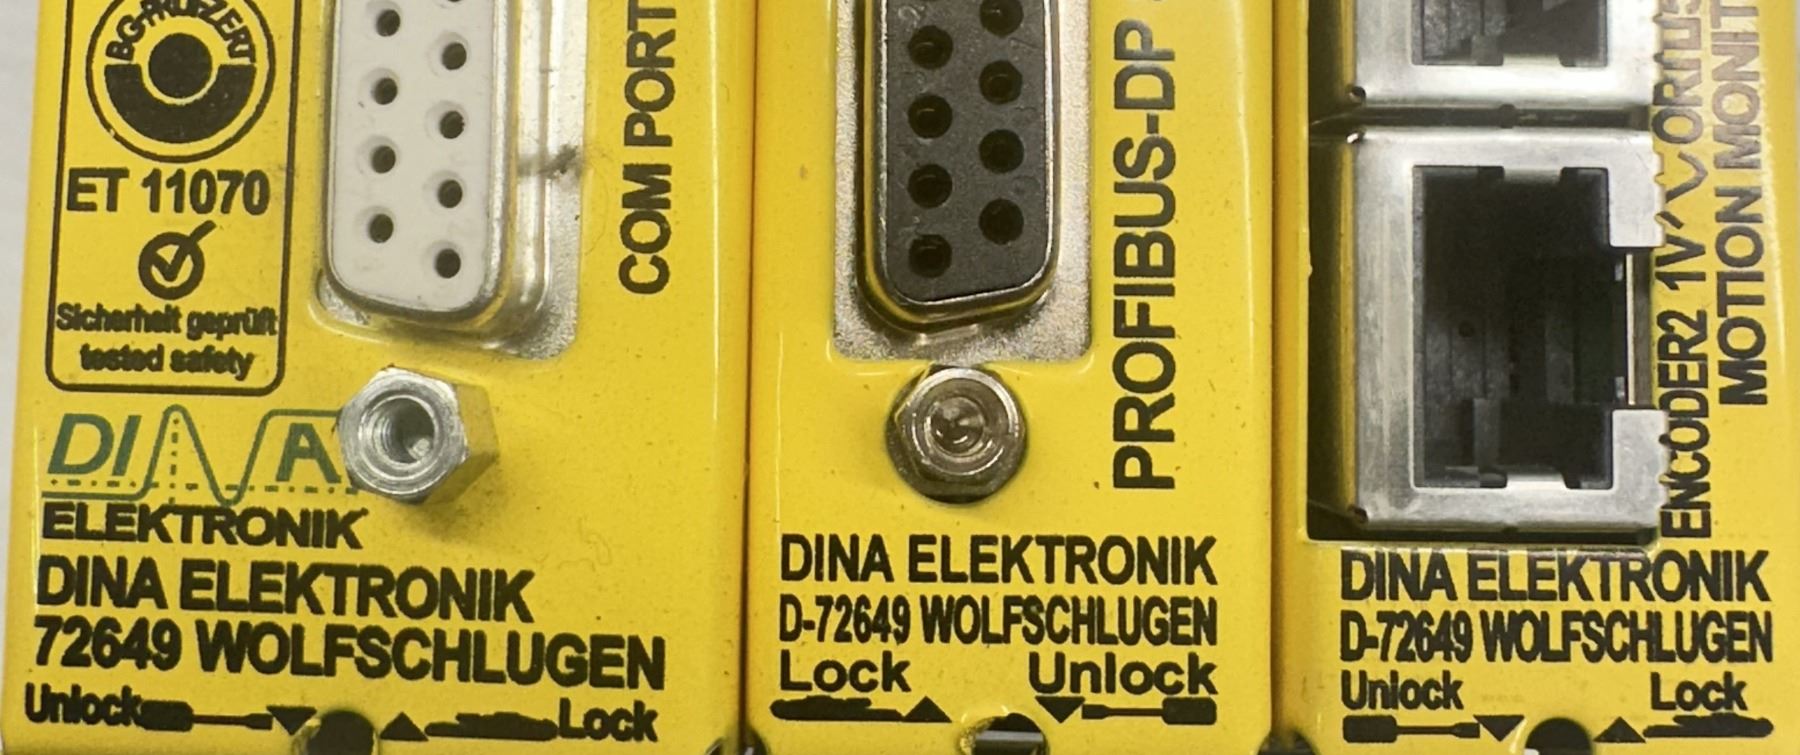 BG-PRÜFZERT
ET 11070
Sicherheit geprüft
tested safety
DINA
ELEKTRONIK
DINA ELEKTRONIK
72649 WOLFSCHLUGEN
Unlock Lock
COM PORT
PROFIBUS-DP
DINA ELEKTRONIK
D-72649 WOLFSCHLUGEN
Lock Unlock
ENCODER2 1V
MOTION MONIT
DINA ELEKTRONIK
D-72649 WOLFSCHLUGEN
Unlock Lock